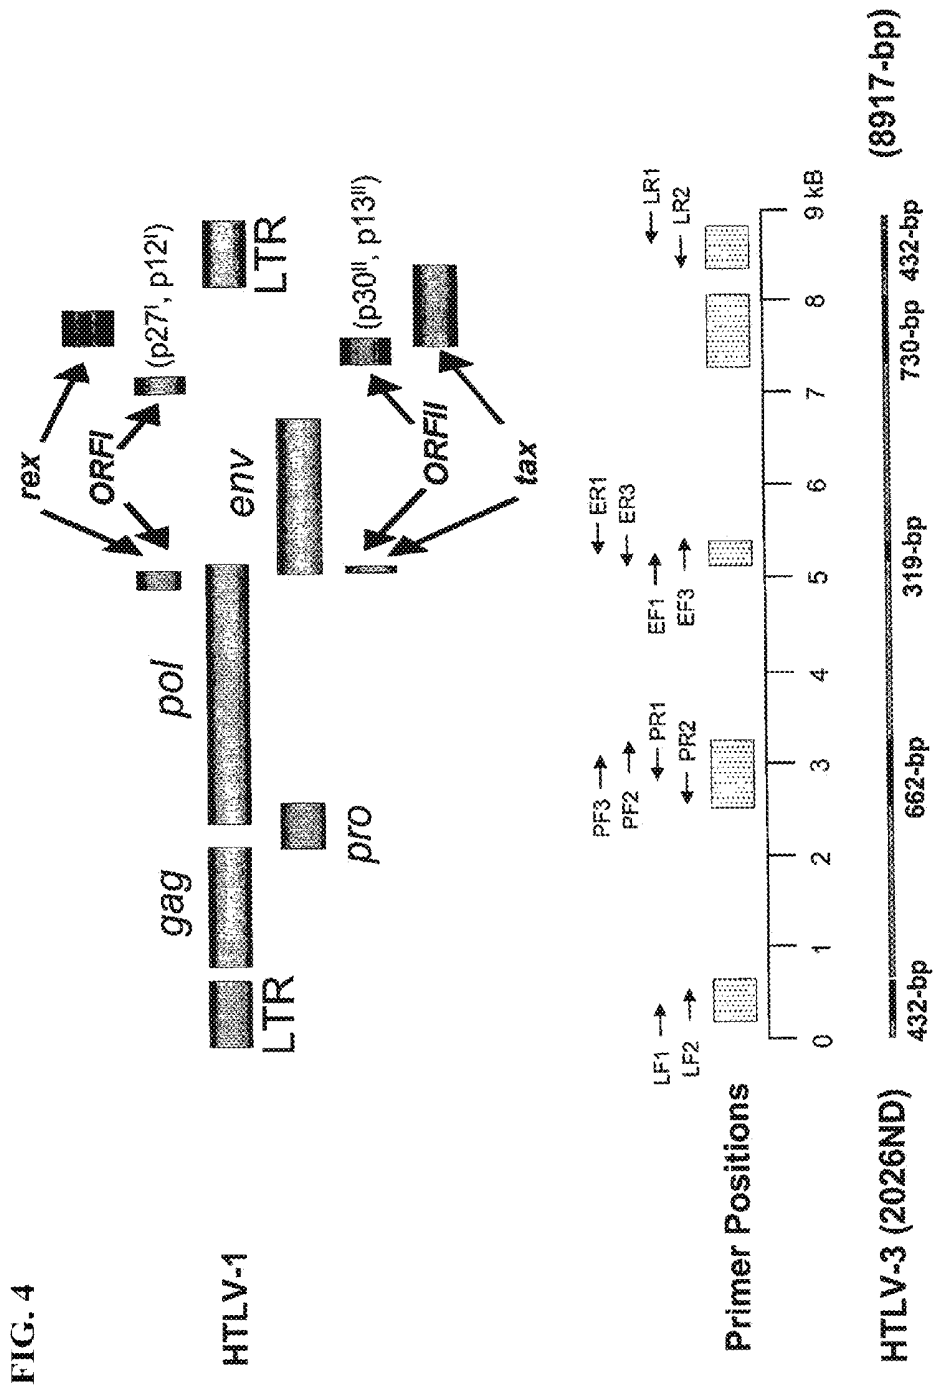 FIG. 4
HTLV-1
rex
ORFI
(p27ᴵ, p12ᴵ)
gag
pol
env
LTR
LTR
pro
(p30ᴵᴵ, p13ᴵᴵ)
ORFII
tax
PF3
ER1
PF2
ER3
LF1
PR1
EF1
LR1
LF2
PR2
EF3
LR2
Primer Positions
0 1 2 3 4 5 6 7 8 9 kB
HTLV-3 (2026ND)
(8917-bp)
432-bp 662-bp 319-bp 730-bp 432-bp